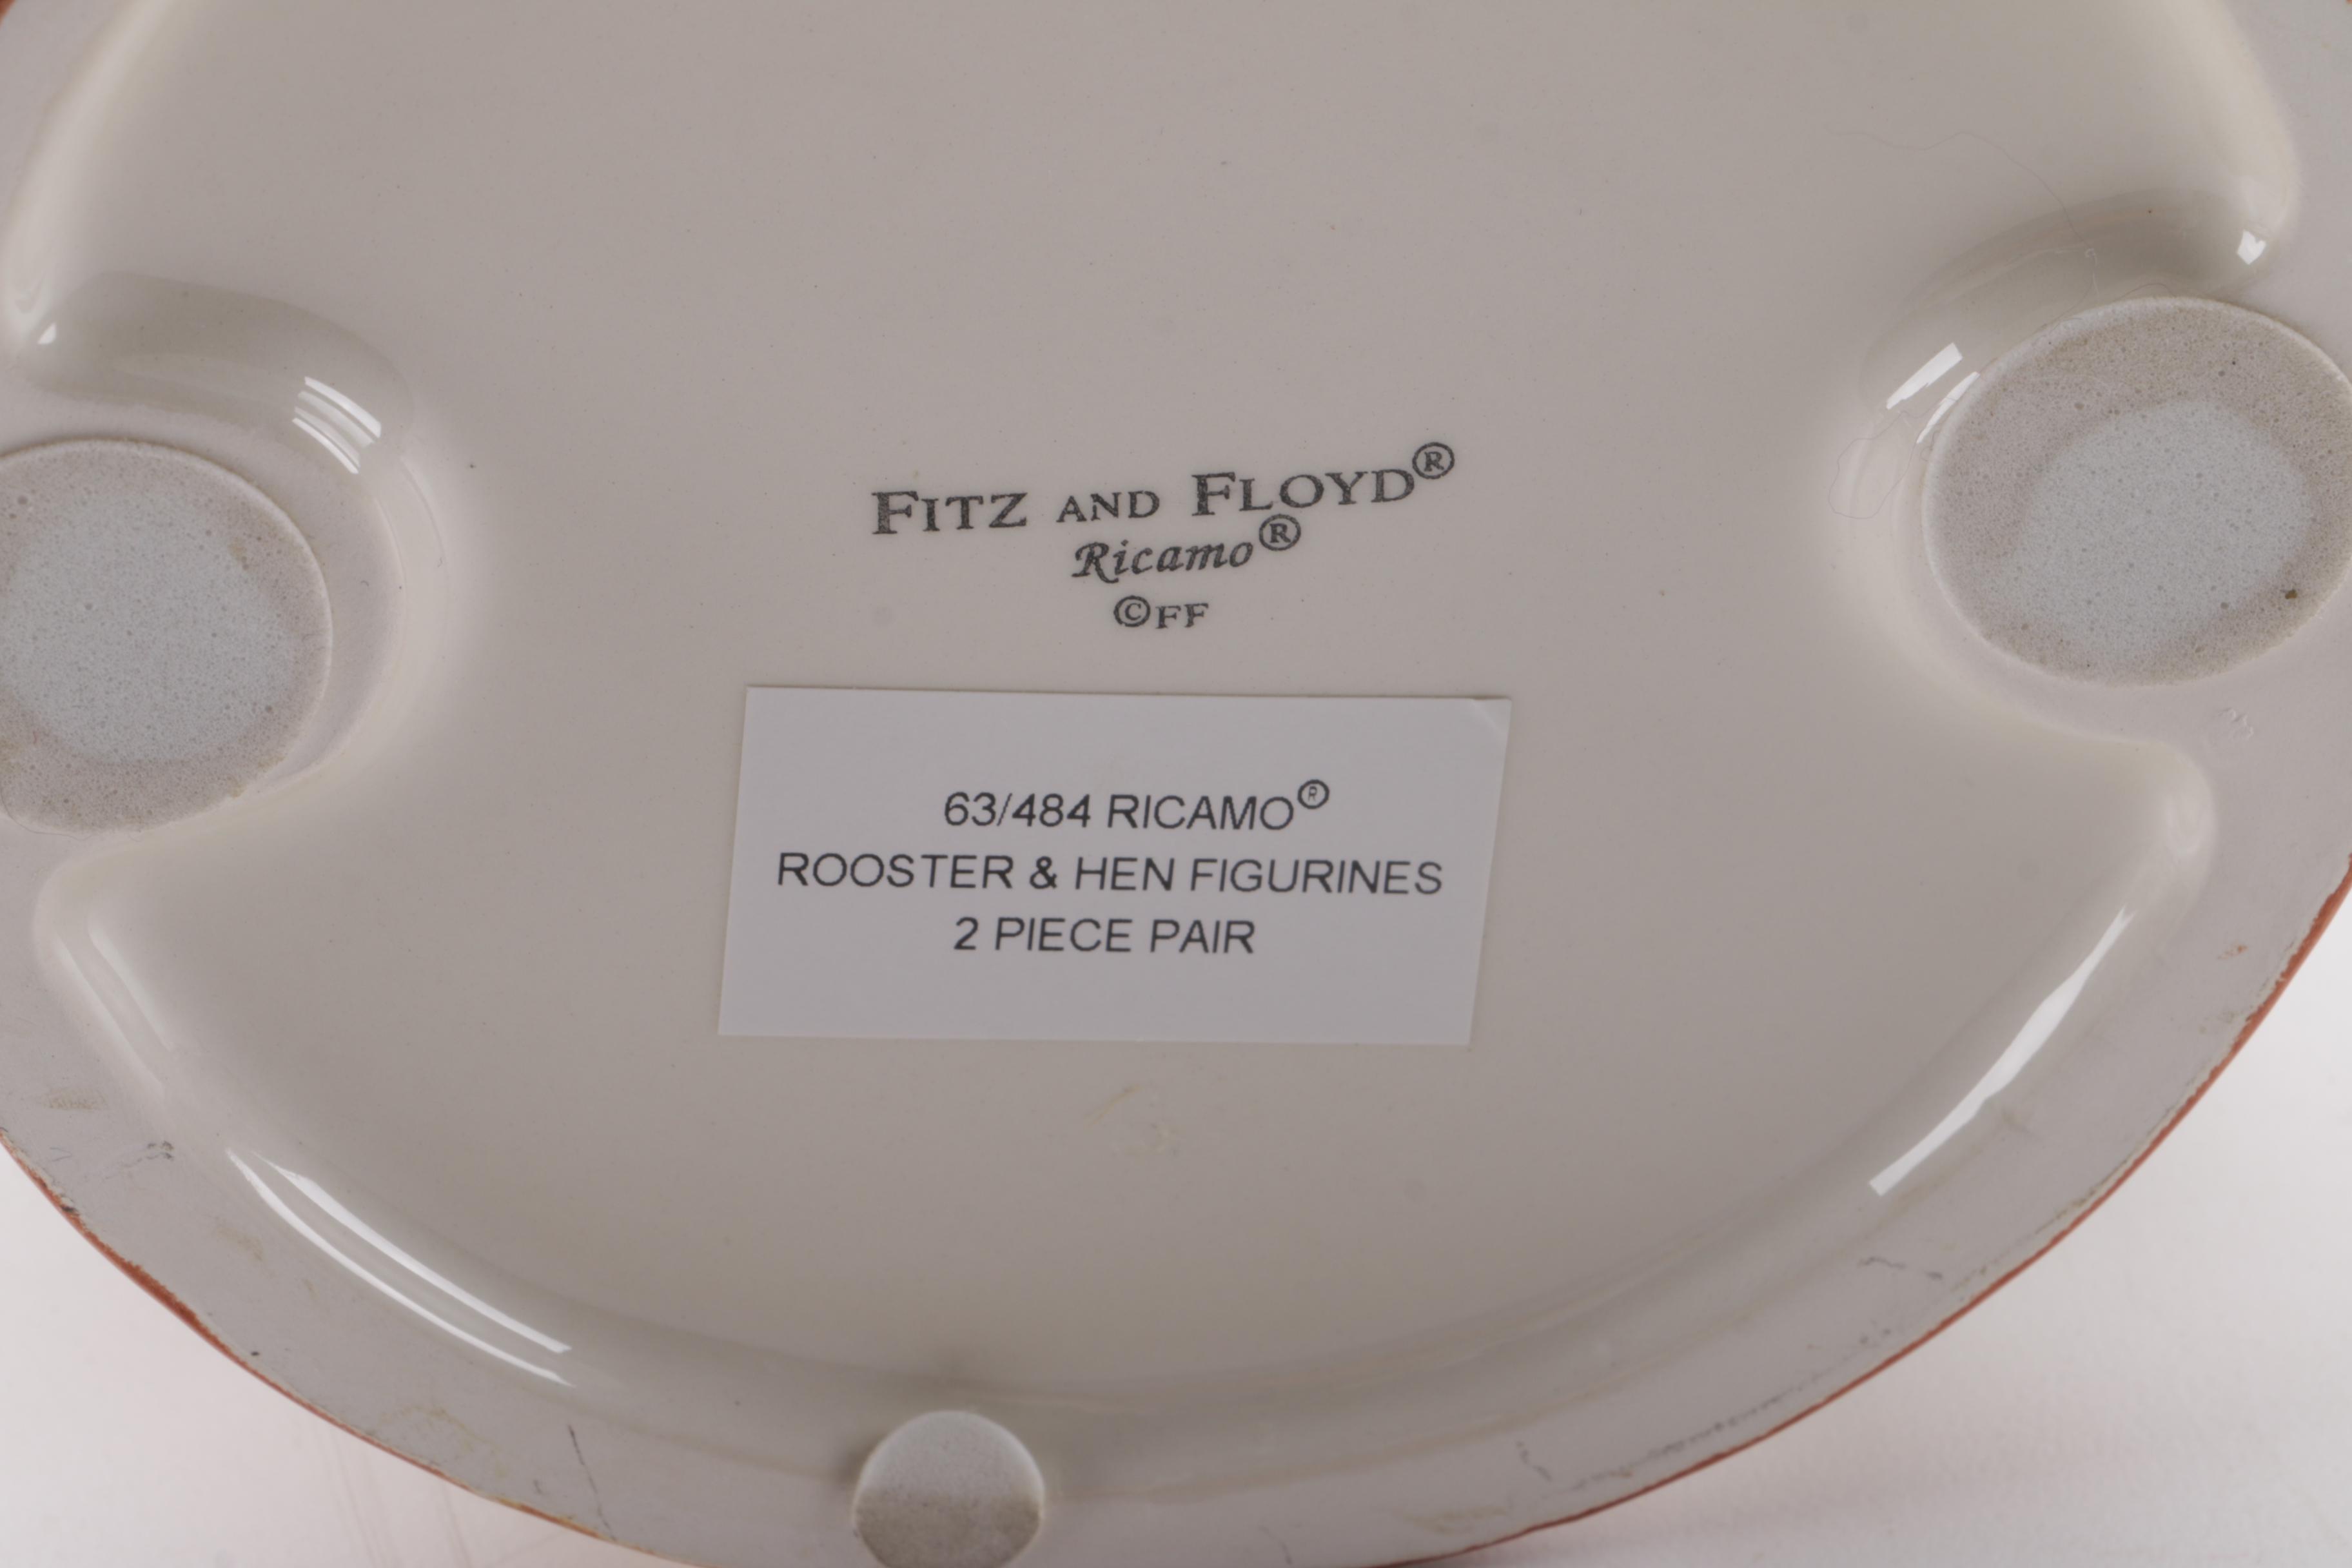 FITZ AND FLOYD®
Ricamo®
©FF
63/484 RICAMO®
ROOSTER & HEN FIGURINES
2 PIECE PAIR